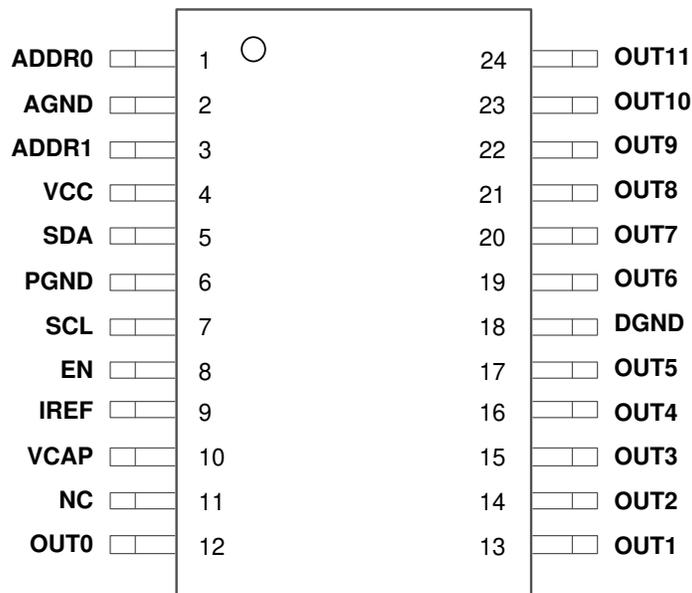 ADDR0 1 24 OUT11
AGND 2 23 OUT10
ADDR1 3 22 OUT9
VCC 4 21 OUT8
SDA 5 20 OUT7
PGND 6 19 OUT6
SCL 7 18 DGND
EN 8 17 OUT5
IREF 9 16 OUT4
VCAP 10 15 OUT3
NC 11 14 OUT2
OUT0 12 13 OUT1